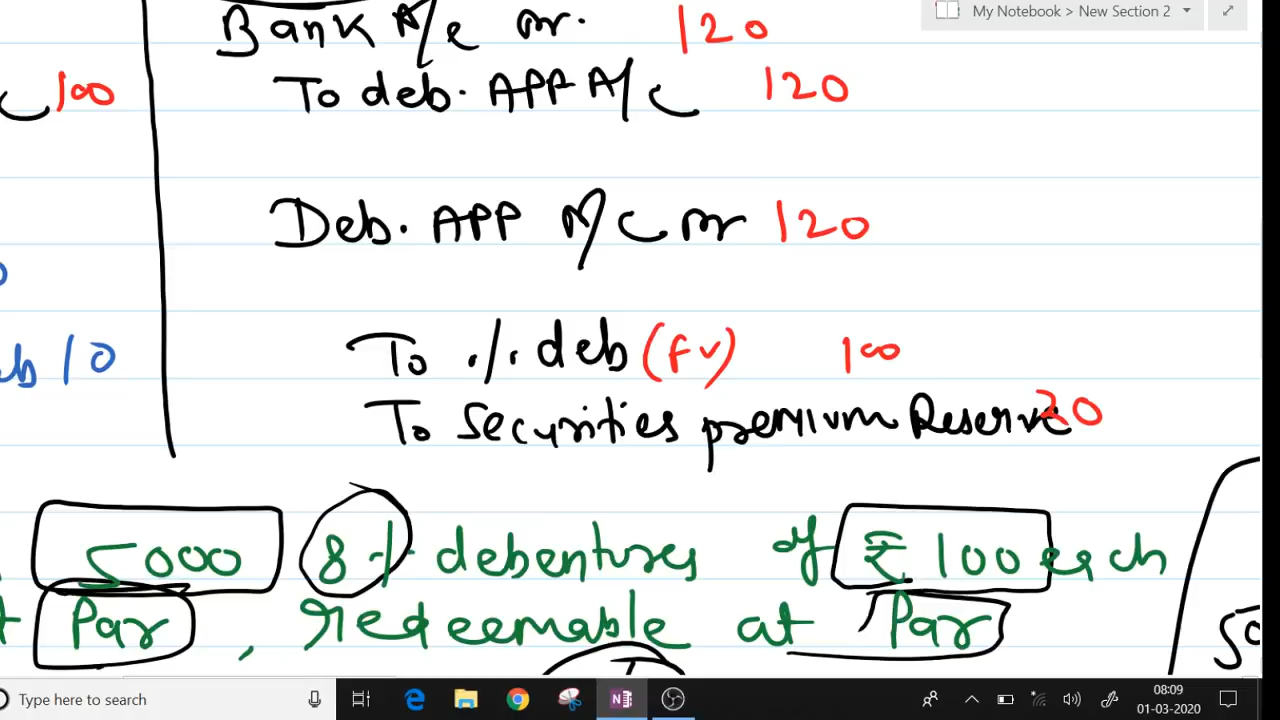 My Notebook > New Section 2
Bank A/c Dr. 120
100 To deb. APP A/C 120
Deb. APP A/C Dr 120
To ./. deb (FV) 100
eb 10
To Securities premium Reserve 20
5000 8 ./. debentures of ₹ 100 each
Par, redeemable at Par
Type here to search
08:09
01-03-2020